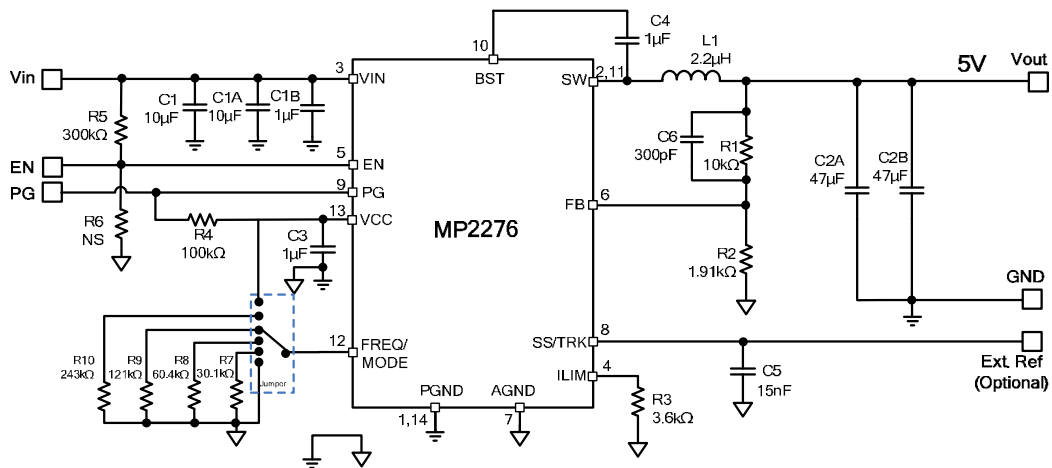 C4
1µF
10
BST
L1
2.2µH
5V
Vout
Vin
3
VIN
SW
2,11
C1
10µF
C1A
10µF
C1B
1µF
R5
300kΩ
C6
300pF
R1
10kΩ
C2A
47µF
C2B
47µF
EN
5
EN
PG
9
PG
6
FB
13
VCC
MP2276
R6
NS
R4
100kΩ
C3
1µF
R2
1.91kΩ
GND
12
FREQ/
MODE
8
SS/TRK
Ext. Ref
(Optional)
4
ILIM
R10
243kΩ
R9
121kΩ
R8
60.4kΩ
R7
30.1kΩ
Jumper
C5
15nF
R3
3.6kΩ
PGND
AGND
1,14
7